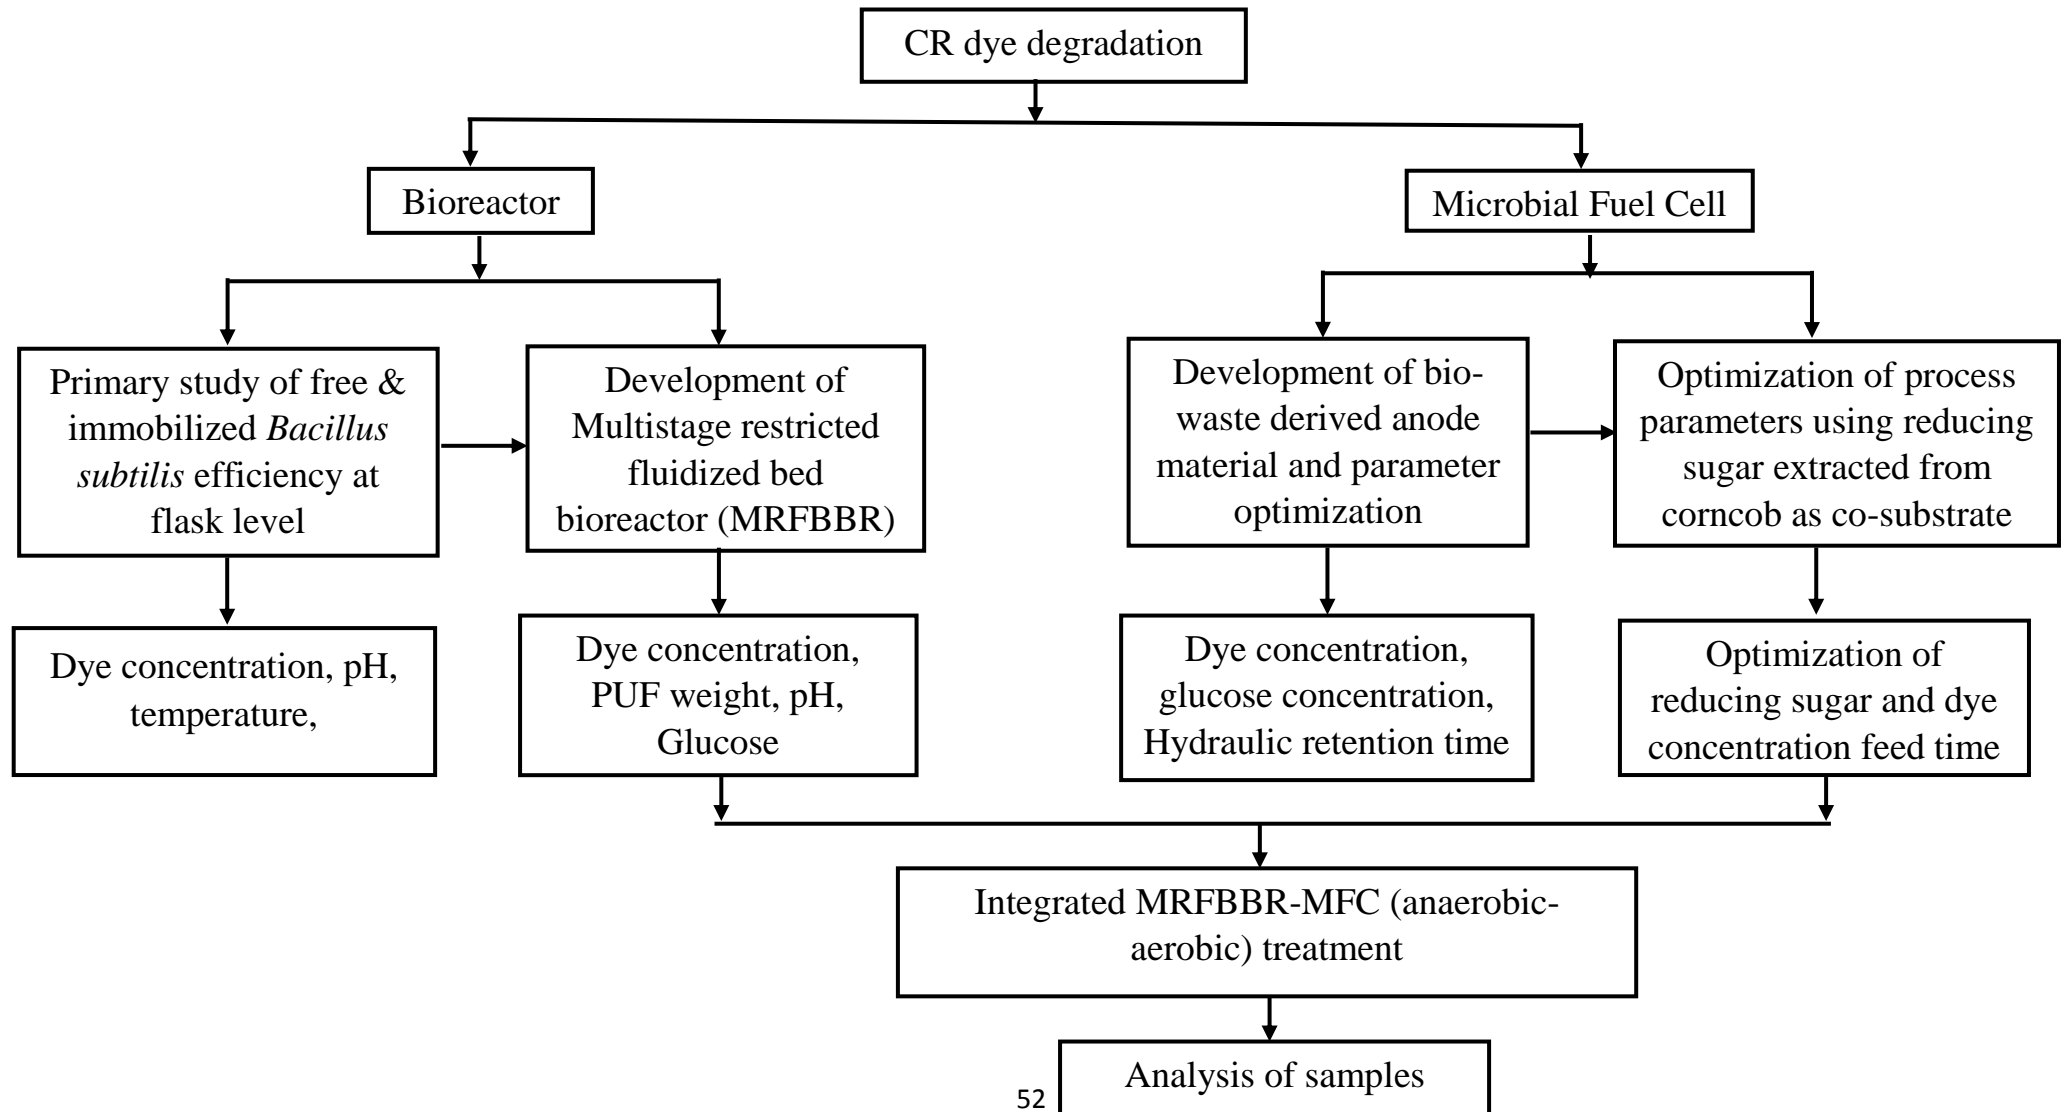 CR dye degradation
Bioreactor
Microbial Fuel Cell
Primary study of free &
immobilized Bacillus
subtilis efficiency at
flask level
Development of
Multistage restricted
fluidized bed
bioreactor (MRFBBR)
Development of bio-
waste derived anode
material and parameter
optimization
Optimization of process
parameters using reducing
sugar extracted from
corncob as co-substrate
Dye concentration, pH,
temperature,
Dye concentration,
PUF weight, pH,
Glucose
Dye concentration,
glucose concentration,
Hydraulic retention time
Optimization of
reducing sugar and dye
concentration feed time
Integrated MRFBBR-MFC (anaerobic-
aerobic) treatment
Analysis of samples
52